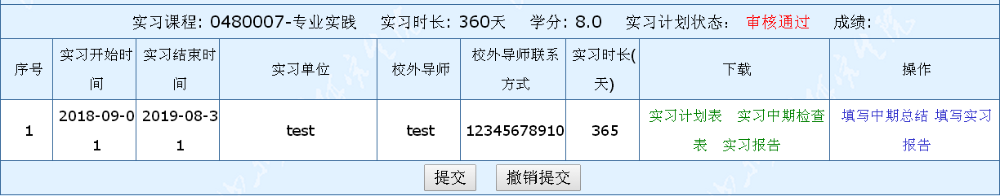 实习课程: 0480007-专业实践 实习时长: 360天 学分: 8.0 实习计划状态： 审核通过 成绩:
序号 实习开始时间 实习结束时间 实习单位 校外导师 校外导师联系方式 实习时长(天) 下载 操作
1 2018-09-01 2019-08-31 test test 12345678910 365 实习计划表 实习中期检查表 实习报告 填写中期总结 填写实习报告
提交 撤销提交